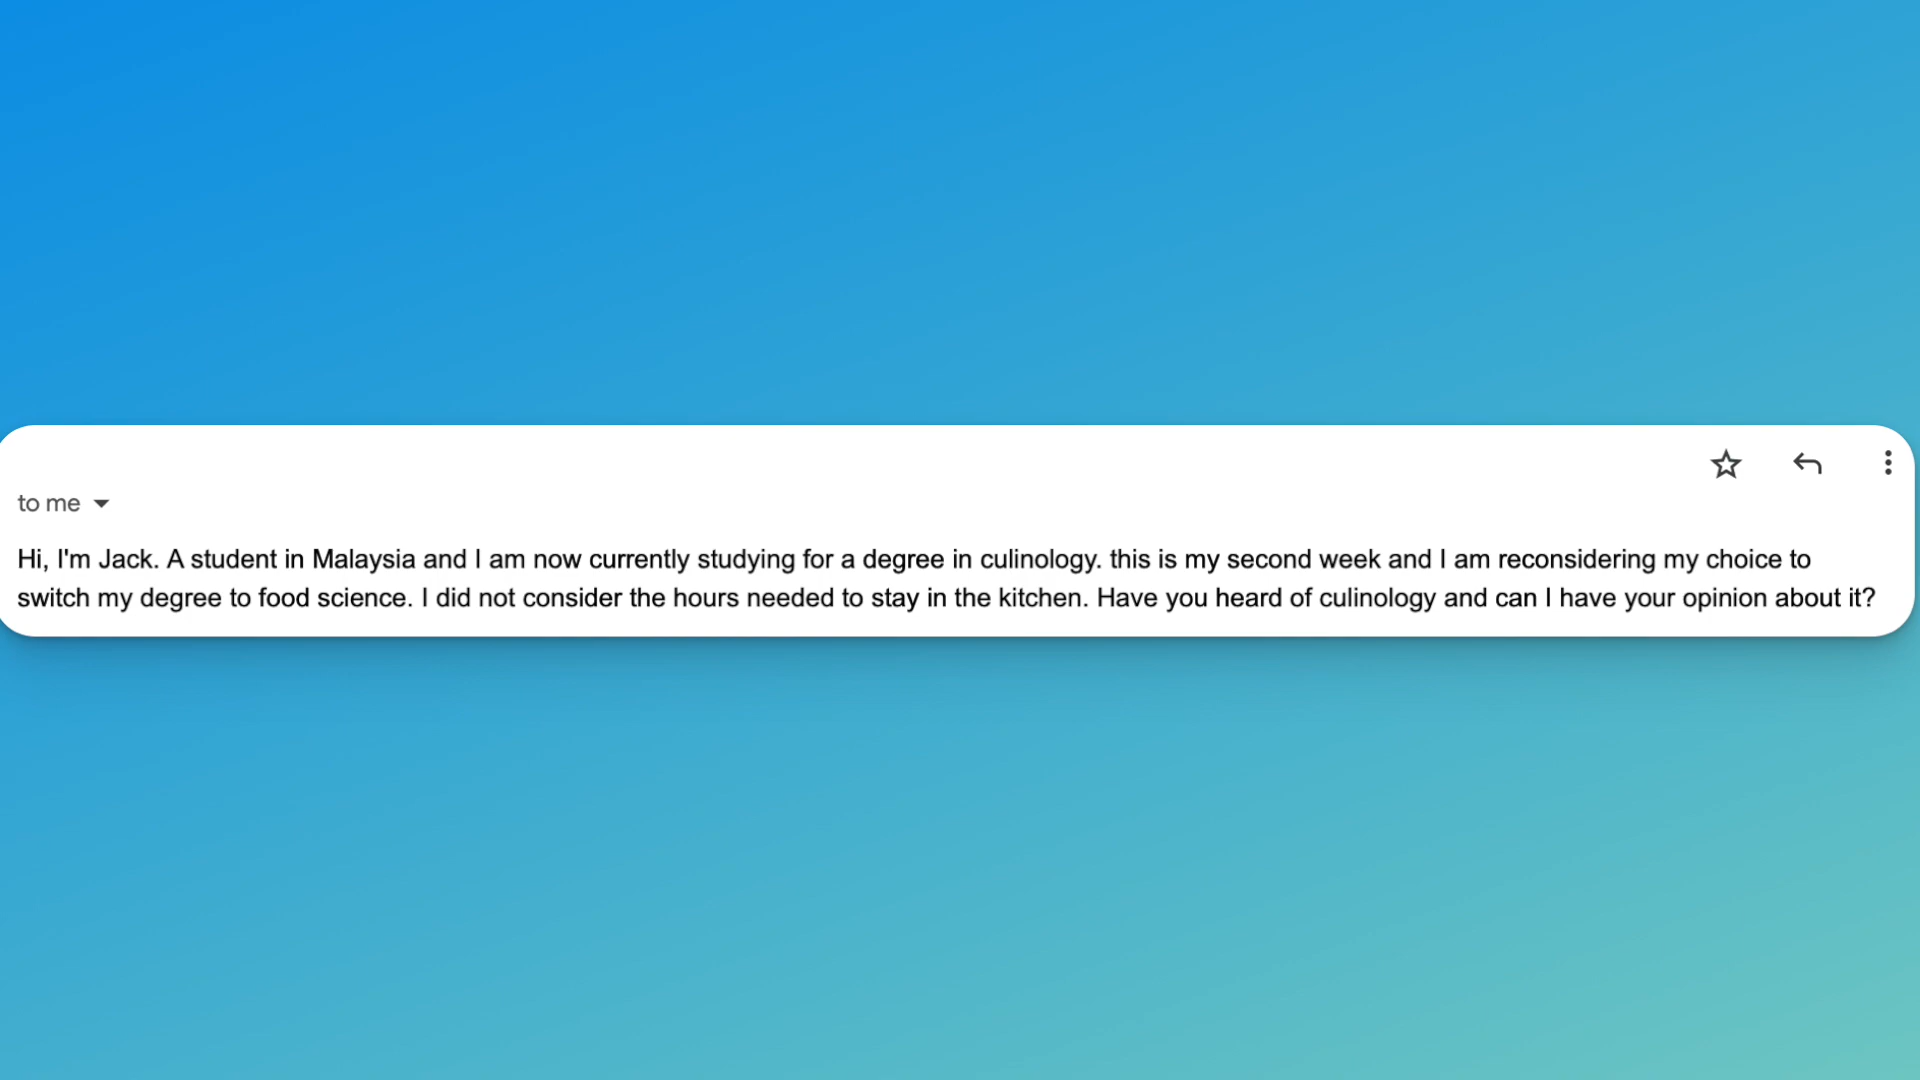 to me
Hi, I'm Jack. A student in Malaysia and I am now currently studying for a degree in culinology. this is my second week and I am reconsidering my choice to
switch my degree to food science. I did not consider the hours needed to stay in the kitchen. Have you heard of culinology and can I have your opinion about it?